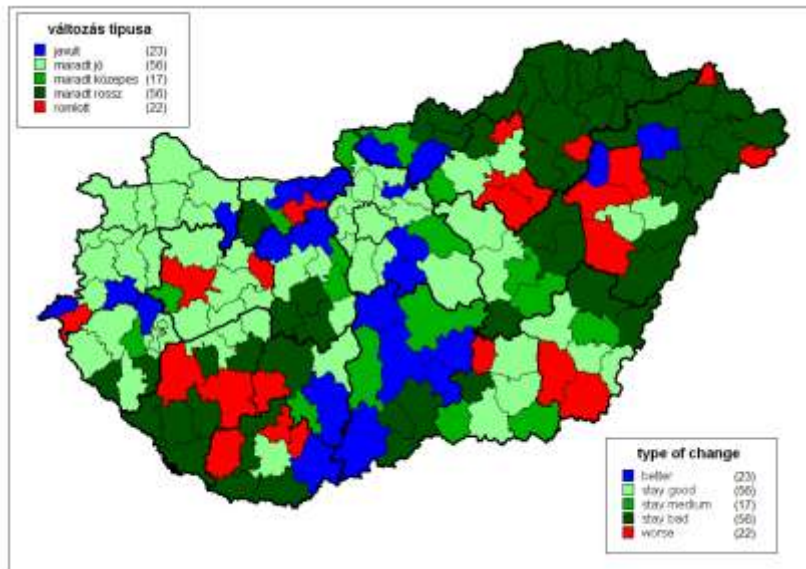 változás típusa
javult (23)
maradt jó (56)
maradt közepes (17)
maradt rossz (56)
romlott (22)
type of change
better (23)
stay good (56)
stay medium (17)
stay bad (56)
worse (22)